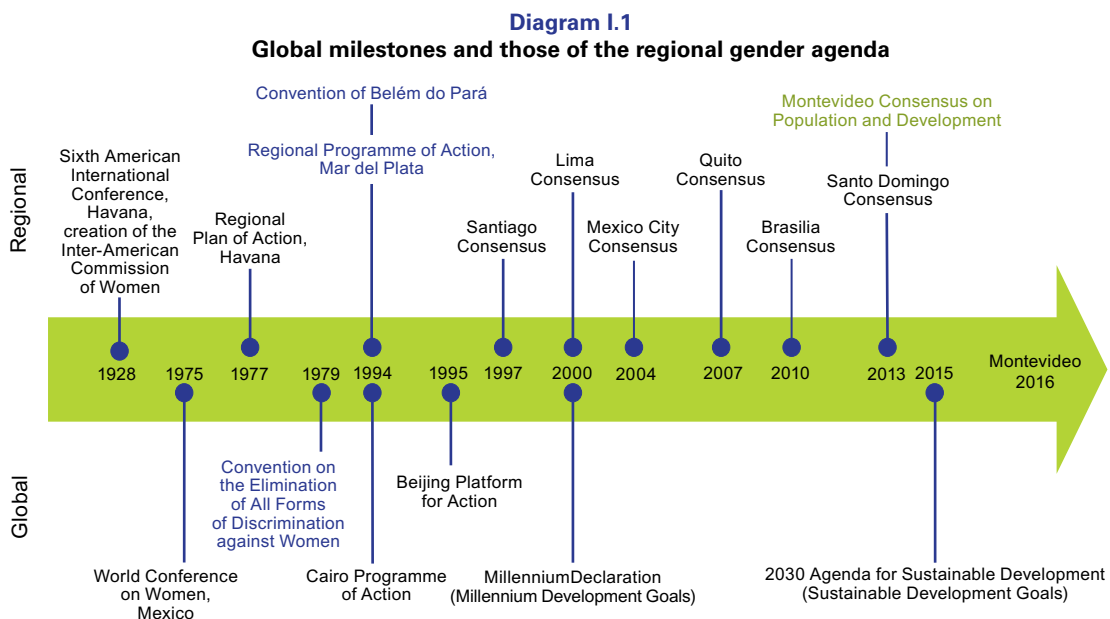 Diagram I.1
Global milestones and those of the regional gender agenda
Regional
Sixth American
International
Conference,
Havana,
creation of the
Inter-American
Commission
of Women
Regional
Plan of Action,
Havana
Convention of Belém do Pará
Regional Programme of Action,
Mar del Plata
Santiago
Consensus
Lima
Consensus
Mexico City
Consensus
Quito
Consensus
Brasilia
Consensus
Montevideo Consensus on
Population and Development
Santo Domingo
Consensus
1928
1975
1977
1979
1994
1995
1997
2000
2004
2007
2010
2013
2015
Montevideo
2016
Global
World Conference
on Women,
Mexico
Convention on
the Elimination
of All Forms
of Discrimination
against Women
Cairo Programme
of Action
Beijing Platform
for Action
MillenniumDeclaration
(Millennium Development Goals)
2030 Agenda for Sustainable Development
(Sustainable Development Goals)